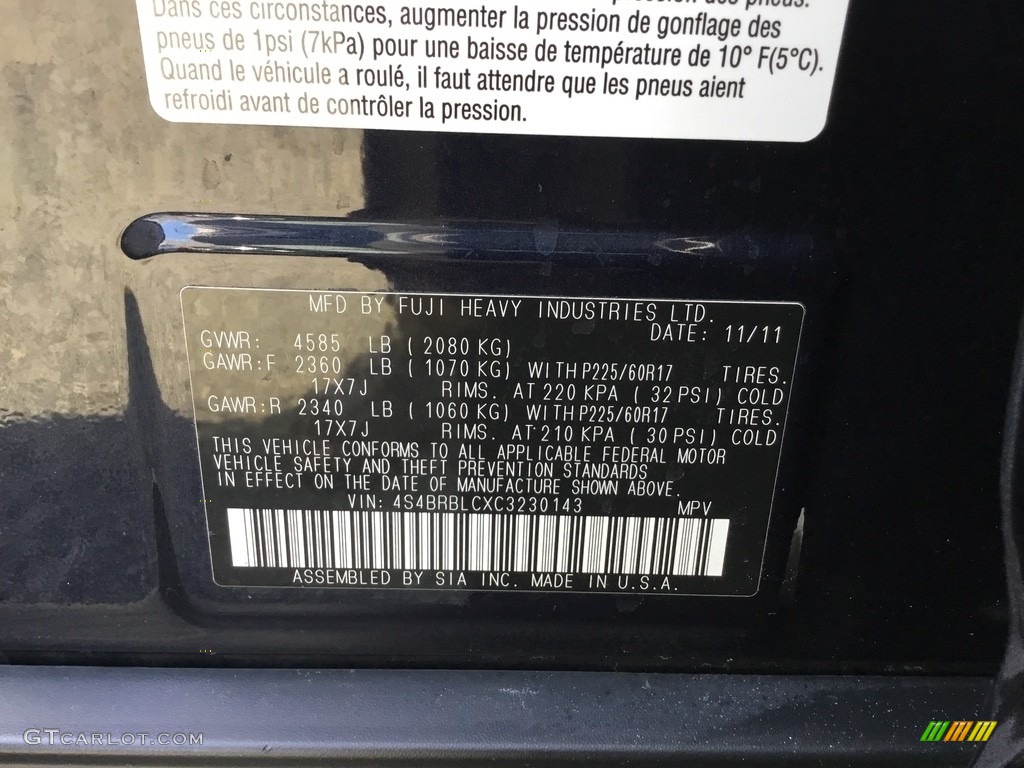 pression des pneus.
Dans ces circonstances, augmenter la pression de gonflage des
pneus de 1psi (7kPa) pour une baisse de température de 10° F(5°C).
Quand le véhicule a roulé, il faut attendre que les pneus aient
refroidi avant de contrôler la pression.
MFD BY FUJI HEAVY INDUSTRIES LTD.
DATE: 11/11
GVWR: 4585 LB ( 2080 KG)
GAWR:F 2360 LB ( 1070 KG) WITH P225/60R17 TIRES.
17X7J RIMS. AT 220 KPA ( 32 PSI) COLD
GAWR:R 2340 LB ( 1060 KG) WITH P225/60R17 TIRES.
17X7J RIMS. AT 210 KPA ( 30 PSI) COLD
THIS VEHICLE CONFORMS TO ALL APPLICABLE FEDERAL MOTOR
VEHICLE SAFETY AND THEFT PREVENTION STANDARDS
IN EFFECT ON THE DATE OF MANUFACTURE SHOWN ABOVE.
VIN: 4S4BRBLCXC3230143 MPV
ASSEMBLED BY SIA INC. MADE IN U.S.A.
GTCARLOT.COM